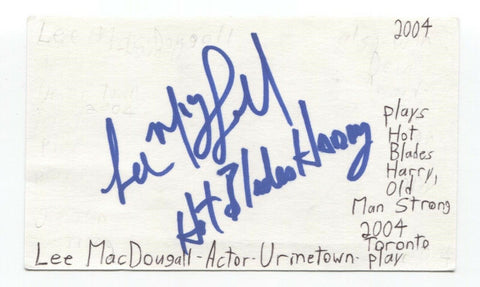 2004
Lee MacDougall
Hot Blades Harry
plays
Hot
Blades
Harry,
Old
Man Strong
2004
Toronto
Lee MacDougall-Actor-Urinetown-play